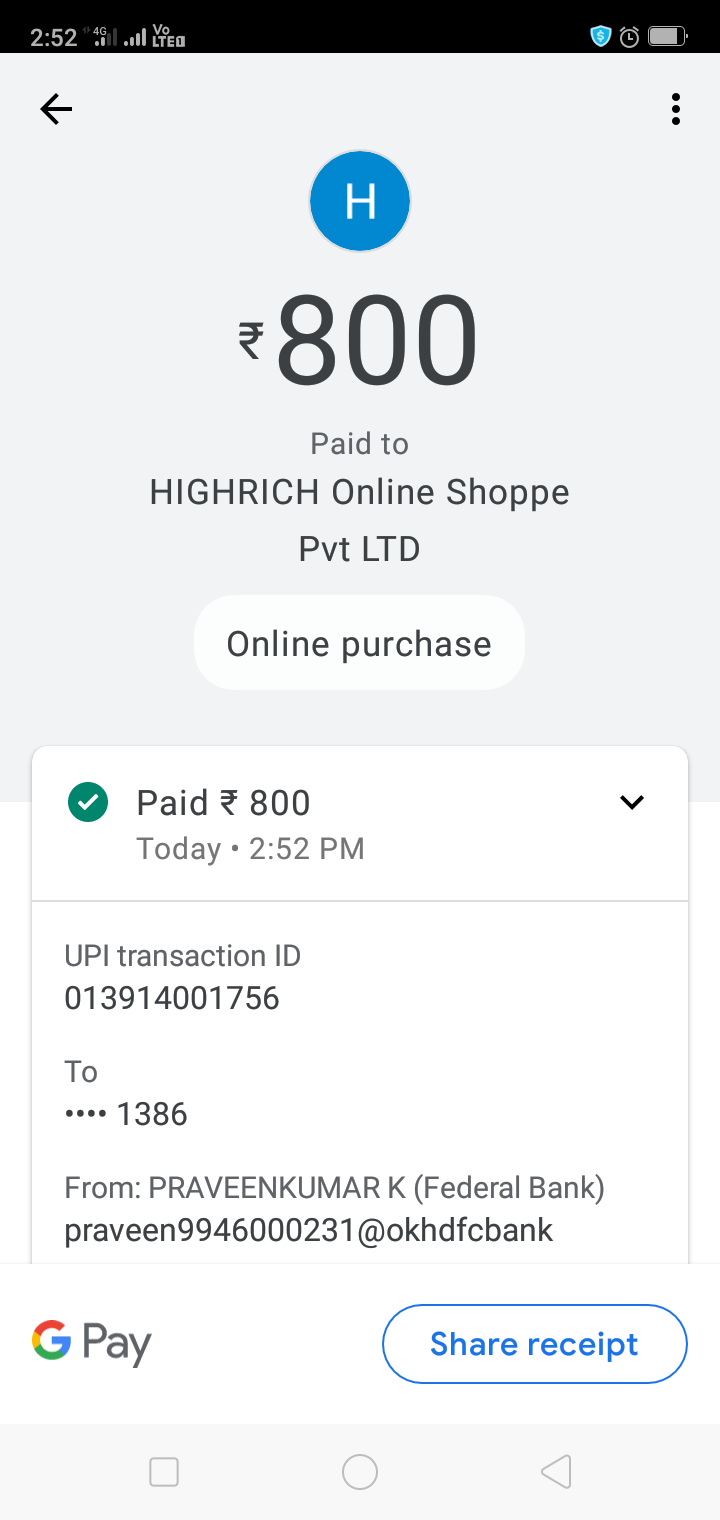 2:52 4G Vo LTE1
H
₹800
Paid to
HIGHRICH Online Shoppe
Pvt LTD
Online purchase
Paid ₹ 800
Today • 2:52 PM
UPI transaction ID
013914001756
To
•••• 1386
From: PRAVEENKUMAR K (Federal Bank)
praveen9946000231@okhdfcbank
G Pay
Share receipt